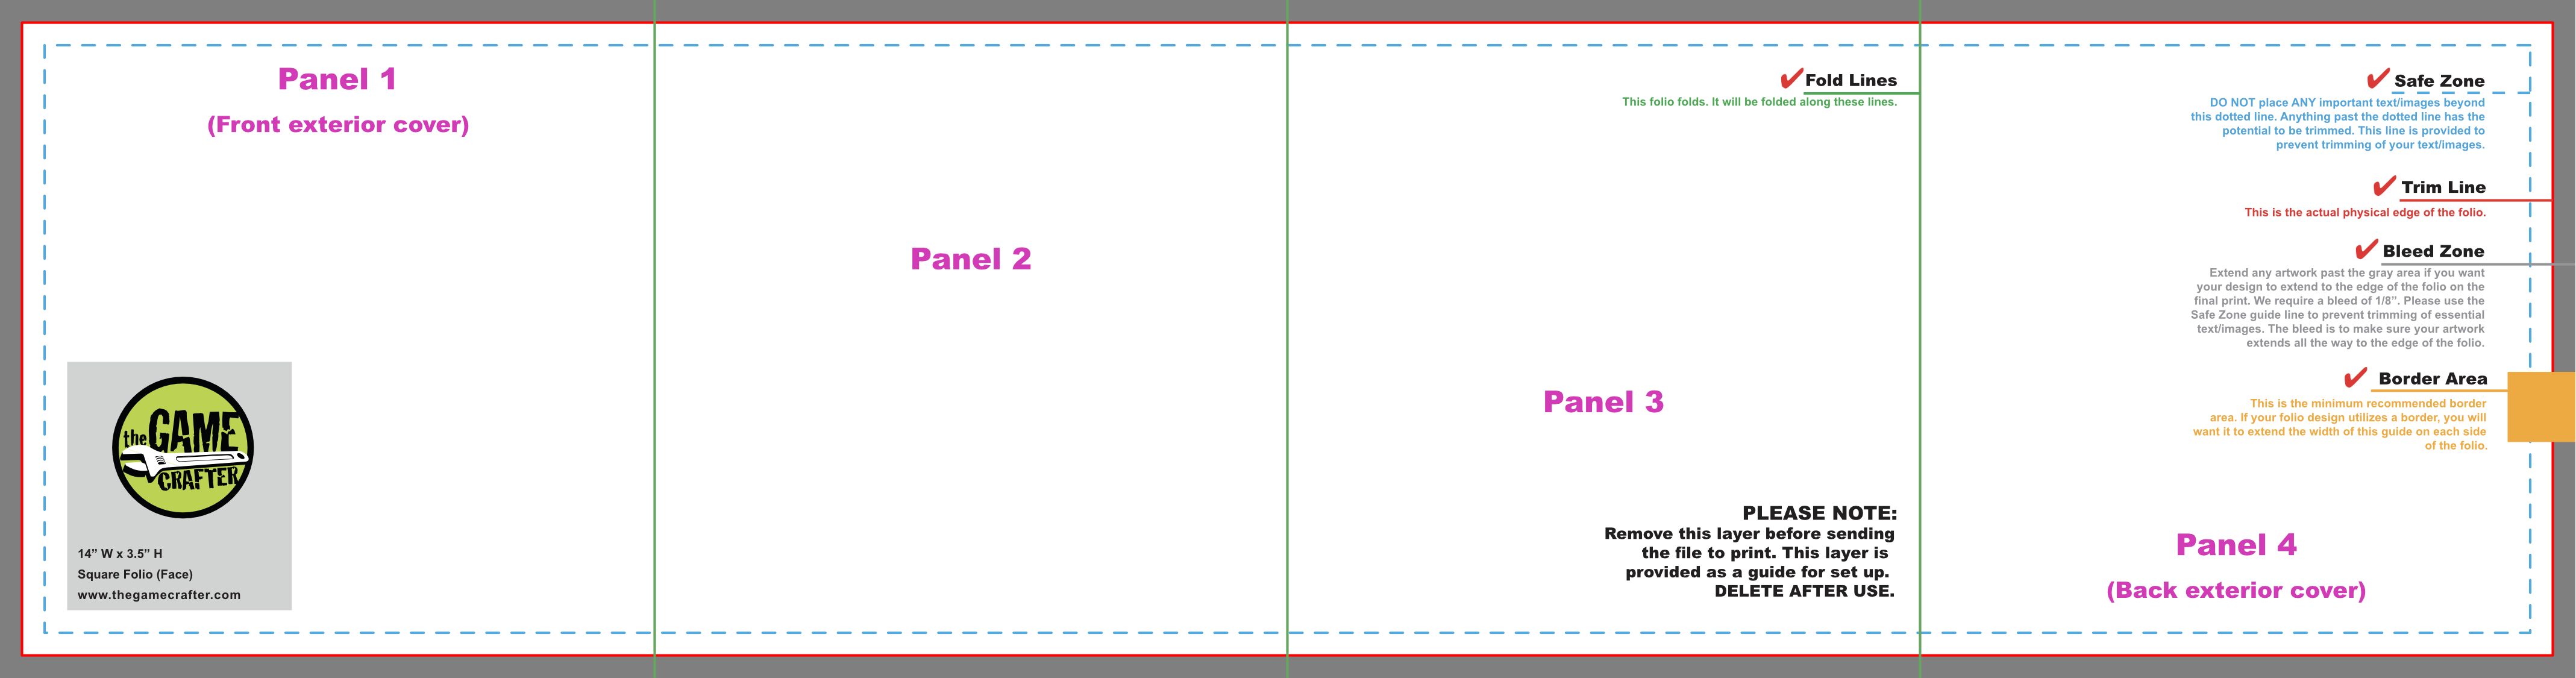 Panel 1
(Front exterior cover)
the GAME
CRAFTER
14” W x 3.5” H
Square Folio (Face)
www.thegamecrafter.com
Panel 2
✔Fold Lines
This folio folds. It will be folded along these lines.
Panel 3
PLEASE NOTE:
Remove this layer before sending
the file to print. This layer is
provided as a guide for set up.
DELETE AFTER USE.
✔Safe Zone
DO NOT place ANY important text/images beyond
this dotted line. Anything past the dotted line has the
potential to be trimmed. This line is provided to
prevent trimming of your text/images.
✔Trim Line
This is the actual physical edge of the folio.
✔Bleed Zone
Extend any artwork past the gray area if you want
your design to extend to the edge of the folio on the
final print. We require a bleed of 1/8”. Please use the
Safe Zone guide line to prevent trimming of essential
text/images. The bleed is to make sure your artwork
extends all the way to the edge of the folio.
✔ Border Area
This is the minimum recommended border
area. If your folio design utilizes a border, you will
want it to extend the width of this guide on each side
of the folio.
Panel 4
(Back exterior cover)